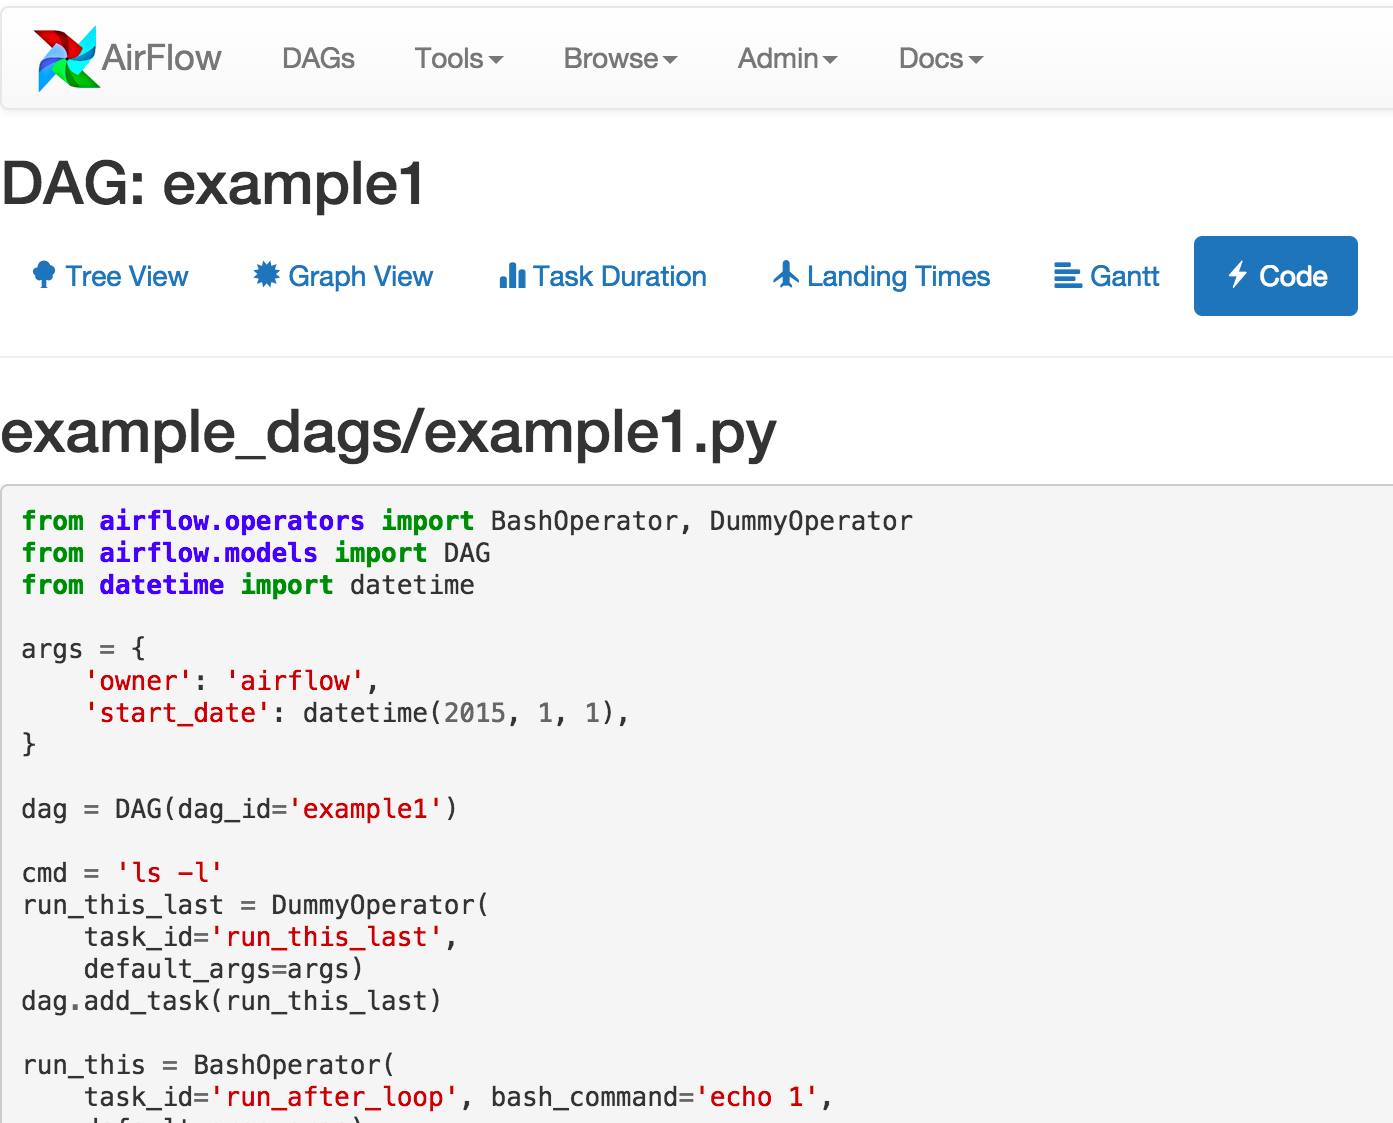 AirFlow DAGs Tools Browse Admin Docs
DAG: example1
Tree View Graph View Task Duration Landing Times Gantt Code
example_dags/example1.py
from airflow.operators import BashOperator, DummyOperator
from airflow.models import DAG
from datetime import datetime
args = {
    'owner': 'airflow',
    'start_date': datetime(2015, 1, 1),
}
dag = DAG(dag_id='example1')
cmd = 'ls -l'
run_this_last = DummyOperator(
    task_id='run_this_last',
    default_args=args)
dag.add_task(run_this_last)
run_this = BashOperator(
    task_id='run_after_loop', bash_command='echo 1',